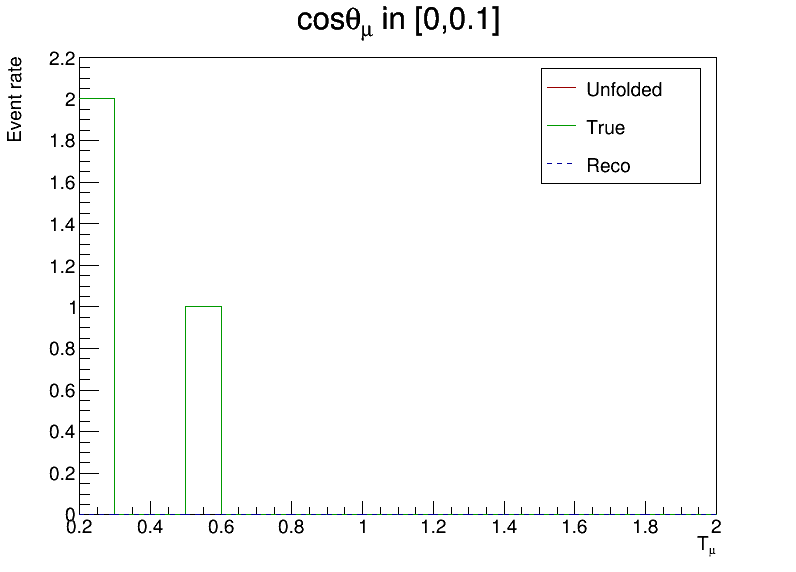 cosθμ in [0,0.1]
Event rate
2.2
2
1.8
1.6
1.4
1.2
1
0.8
0.6
0.4
0.2
0
Unfolded
True
Reco
0.2 0.4 0.6 0.8 1 1.2 1.4 1.6 1.8 2
Tμ